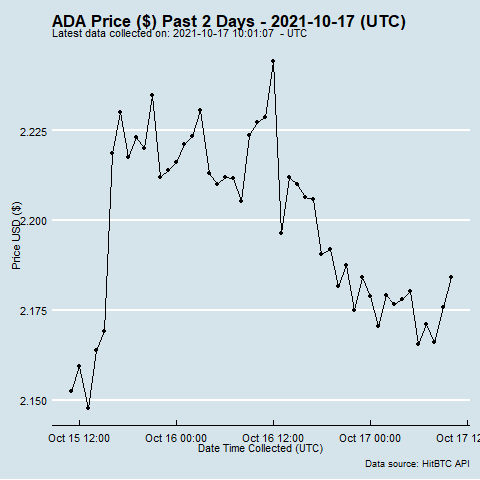 ADA Price ($) Past 2 Days - 2021-10-17 (UTC)
Latest data collected on: 2021-10-17 10:01:07 - UTC
Price USD ($)
2.225
2.200
2.175
2.150
Oct 15 12:00 Oct 16 00:00 Oct 16 12:00 Oct 17 00:00 Oct 17 12
Date Time Collected (UTC)
Data source: HitBTC API